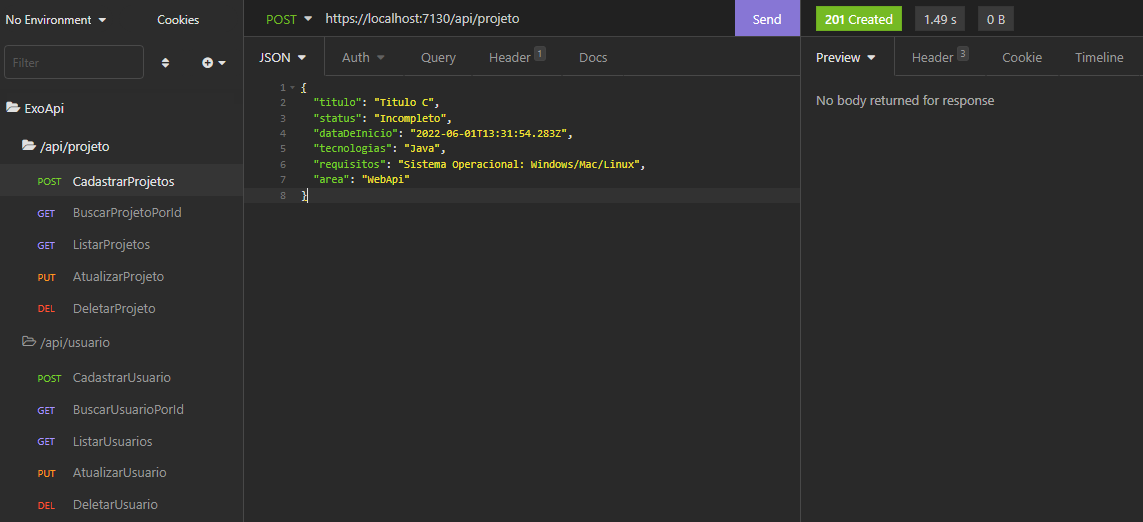 No Environment Cookies
Filter
ExoApi
/api/projeto
POST CadastrarProjetos
GET BuscarProjetoPorId
GET ListarProjetos
PUT AtualizarProjeto
DEL DeletarProjeto
/api/usuario
POST CadastrarUsuario
GET BuscarUsuarioPorId
GET ListarUsuarios
PUT AtualizarUsuario
DEL DeletarUsuario
POST https://localhost:7130/api/projeto Send
JSON Auth Query Header 1 Docs
1 {
2 "titulo": "Titulo C",
3 "status": "Incompleto",
4 "dataDeInicio": "2022-06-01T13:31:54.283Z",
5 "tecnologias": "Java",
6 "requisitos": "Sistema Operacional: Windows/Mac/Linux",
7 "area": "WebApi"
8 }
201 Created 1.49 s 0 B
Preview Header 3 Cookie Timeline
No body returned for response